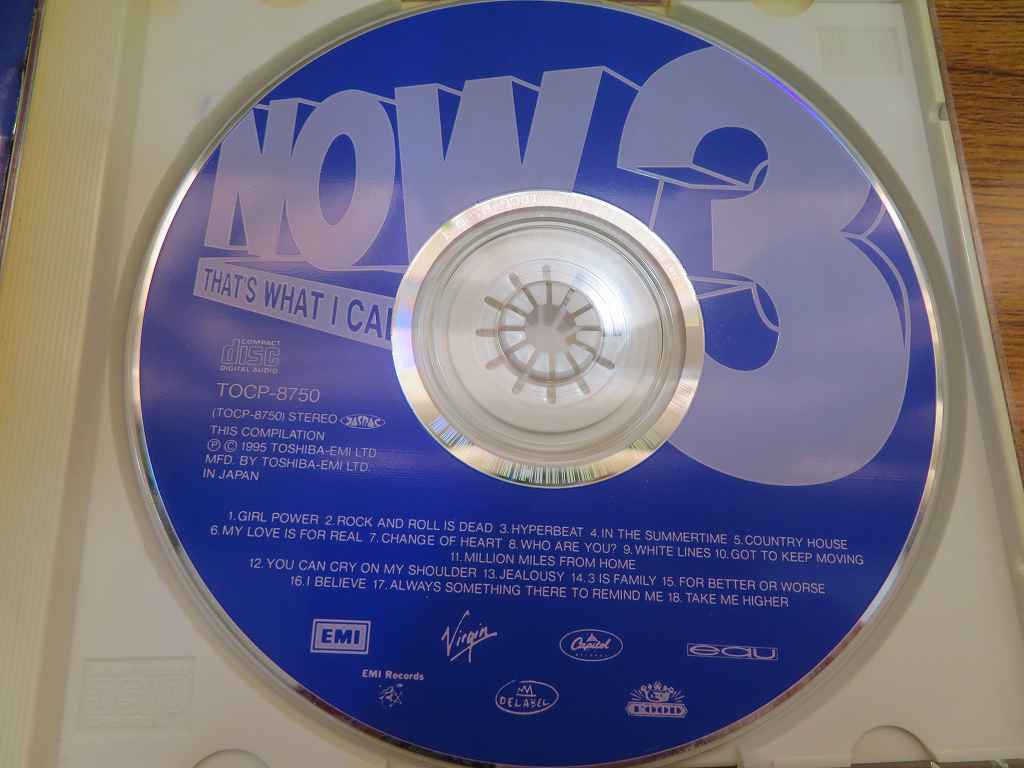 NOW 3
THAT'S WHAT I CAL
COMPACT
disc
DIGITAL AUDIO
TOCP-8750
(TOCP-8750) STEREO JASRAC
THIS COMPILATION
Ⓟ © 1995 TOSHIBA-EMI LTD
MFD. BY TOSHIBA-EMI LTD.
IN JAPAN
1.GIRL POWER 2.ROCK AND ROLL IS DEAD 3.HYPERBEAT 4.IN THE SUMMERTIME 5.COUNTRY HOUSE
6.MY LOVE IS FOR REAL 7.CHANGE OF HEART 8.WHO ARE YOU? 9.WHITE LINES 10.GOT TO KEEP MOVING
11.MILLION MILES FROM HOME
12.YOU CAN CRY ON MY SHOULDER 13.JEALOUSY 14.3 IS FAMILY 15.FOR BETTER OR WORSE
16.I BELIEVE 17.ALWAYS SOMETHING THERE TO REMIND ME 18.TAKE ME HIGHER
EMI
Virgin
Capitol
RECORDS
equ
EMI Records
DELABEL
FOOD